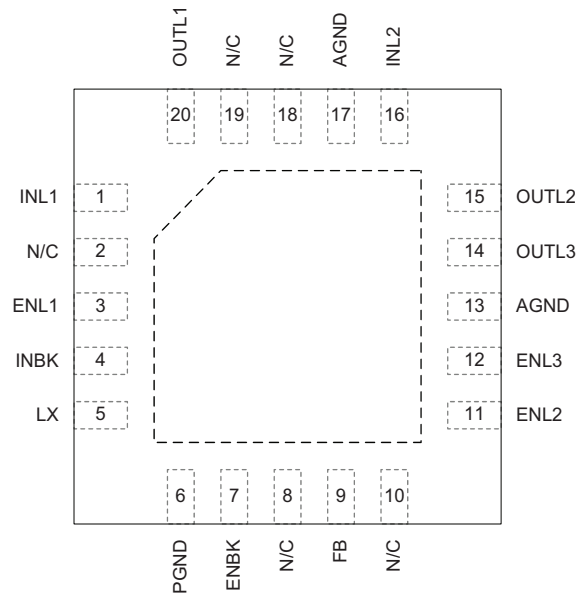 OUTL1 N/C N/C AGND INL2
20 19 18 17 16
INL1 1 15 OUTL2
N/C 2 14 OUTL3
ENL1 3 13 AGND
INBK 4 12 ENL3
LX 5 11 ENL2
6 7 8 9 10
PGND ENBK N/C FB N/C